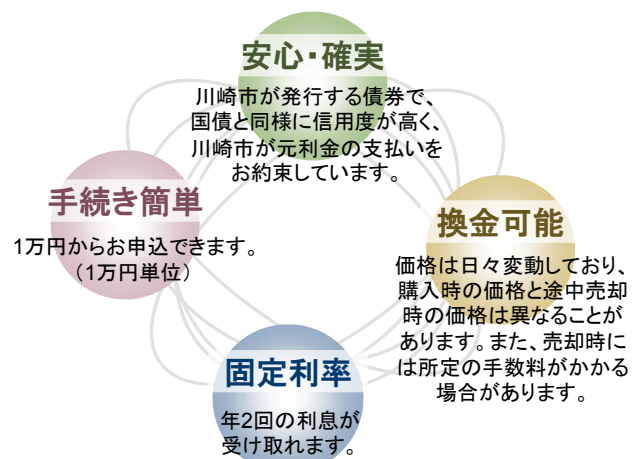 安心・確実
川崎市が発行する債券で、
国債と同様に信用度が高く、
川崎市が元利金の支払いを
お約束しています。
手続き簡単
1万円からお申込できます。
（1万円単位）
換金可能
価格は日々変動しており、
購入時の価格と途中売却
時の価格は異なることが
あります。また、売却時に
は所定の手数料がかかる
場合があります。
固定利率
年2回の利息が
受け取れます。